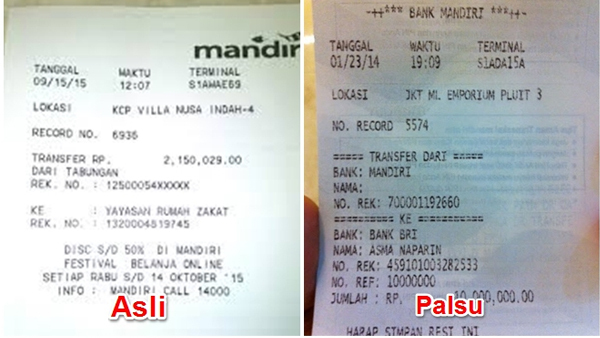 mandiri
TANGGAL WAKTU TERMINAL
09/15/15 12:07 S1AWAE69
LOKASI KCP VILLA NUSA INDAH-4
RECORD NO. 6936
TRANSFER RP. 2,150,029.00
DARI TABUNGAN
REK. NO. : 12500054XXXXX
KE : YAYASAN RUMAH ZAKAT
REK. NO. : 1320004819745
DISC S/D 50% DI MANDIRI
FESTIVAL BELANJA ONLINE
SETIAP RABU S/D 14 OKTOBER '15
INFO : MANDIRI CALL 14000
Asli
-++*** BANK MANDIRI ***++-
TANGGAL WAKTU TERMINAL
01/23/14 19:09 S1ADA15A
LOKASI JKT ML EMPORIUM PLUIT 3
NO. RECORD 5574
===== TRANSFER DARI =====
BANK: MANDIRI
NAMA:
NO. REK: 700001192660
========== KE ==========
BANK: BANK BRI
NAMA: ASMA NAPARIN
NO. REK: 459101003282533
NO. REF: 10000000
JUMLAH : RP. 10,000,000.00
HARAP SIMPAN RESI INI
Palsu